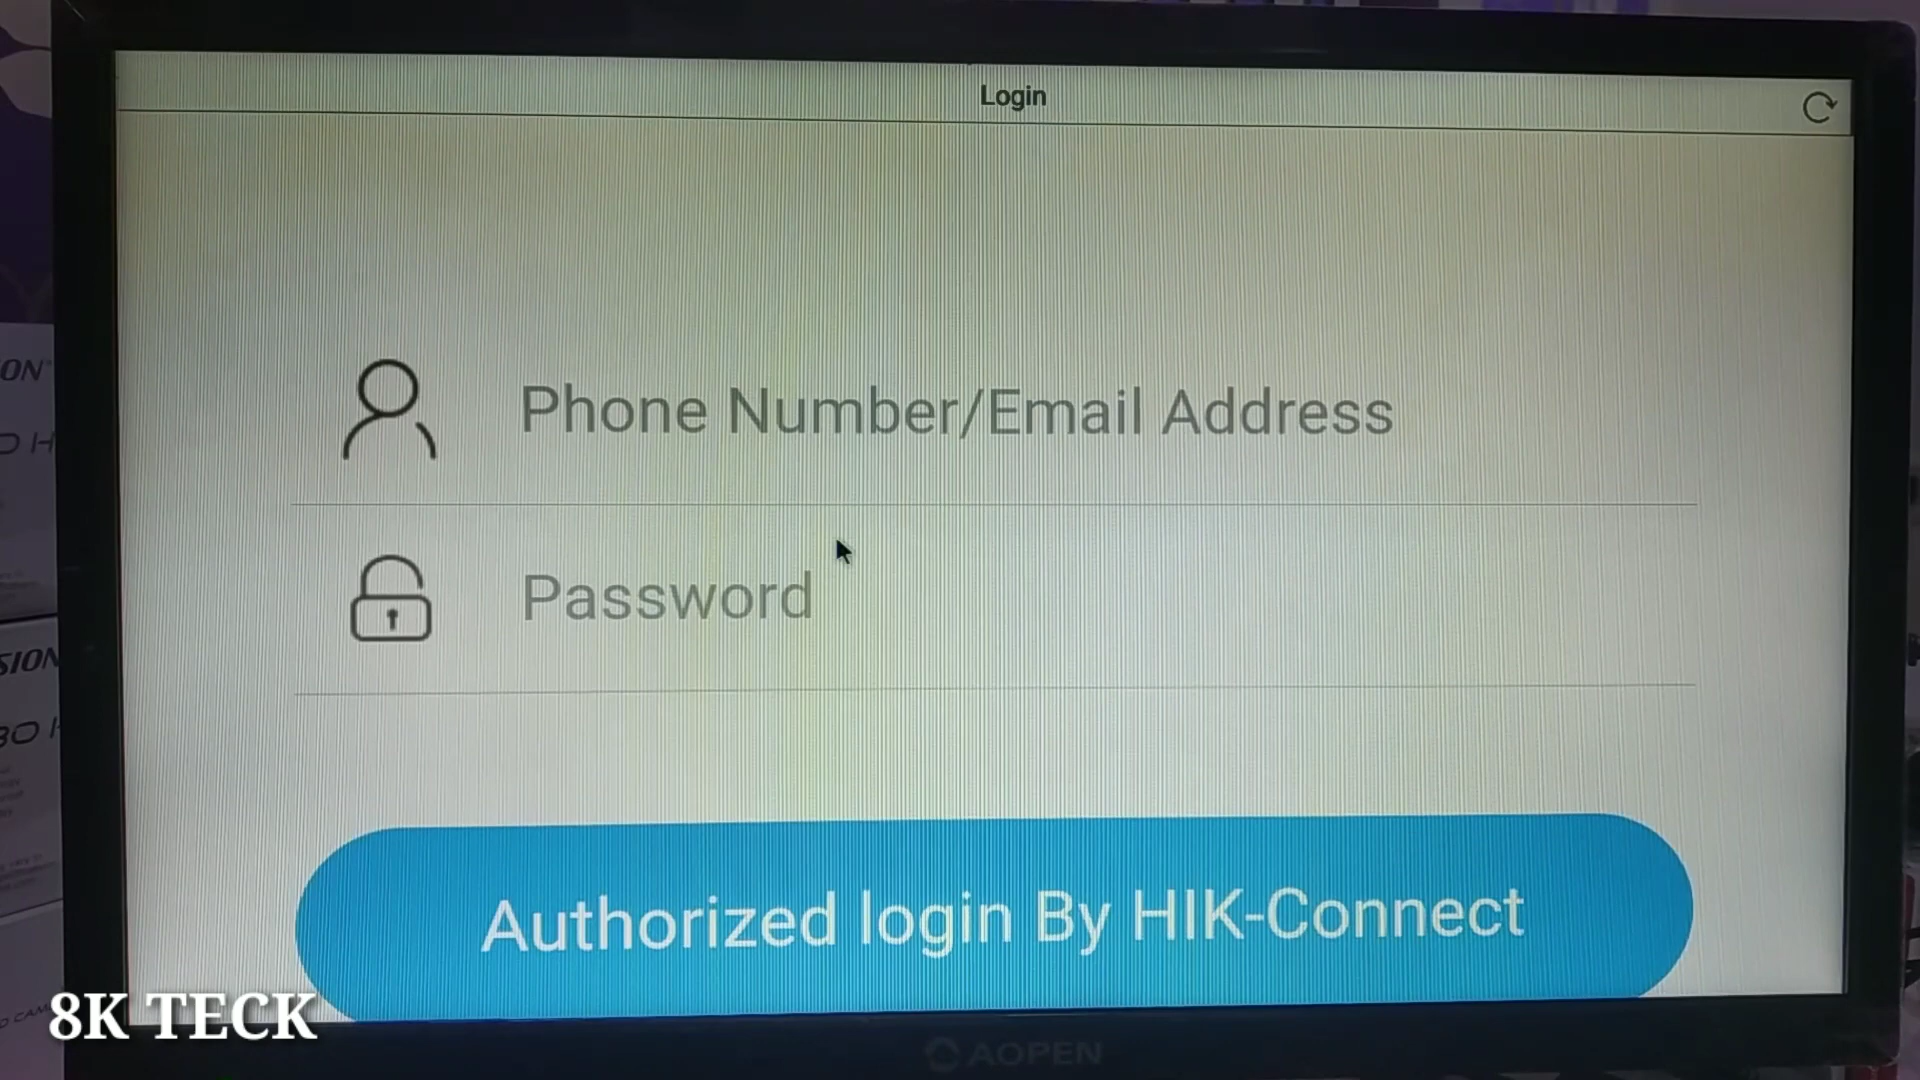 Login
Phone Number/Email Address
Password
Authorized login By HIK-Connect
8K TECK
AOPEN